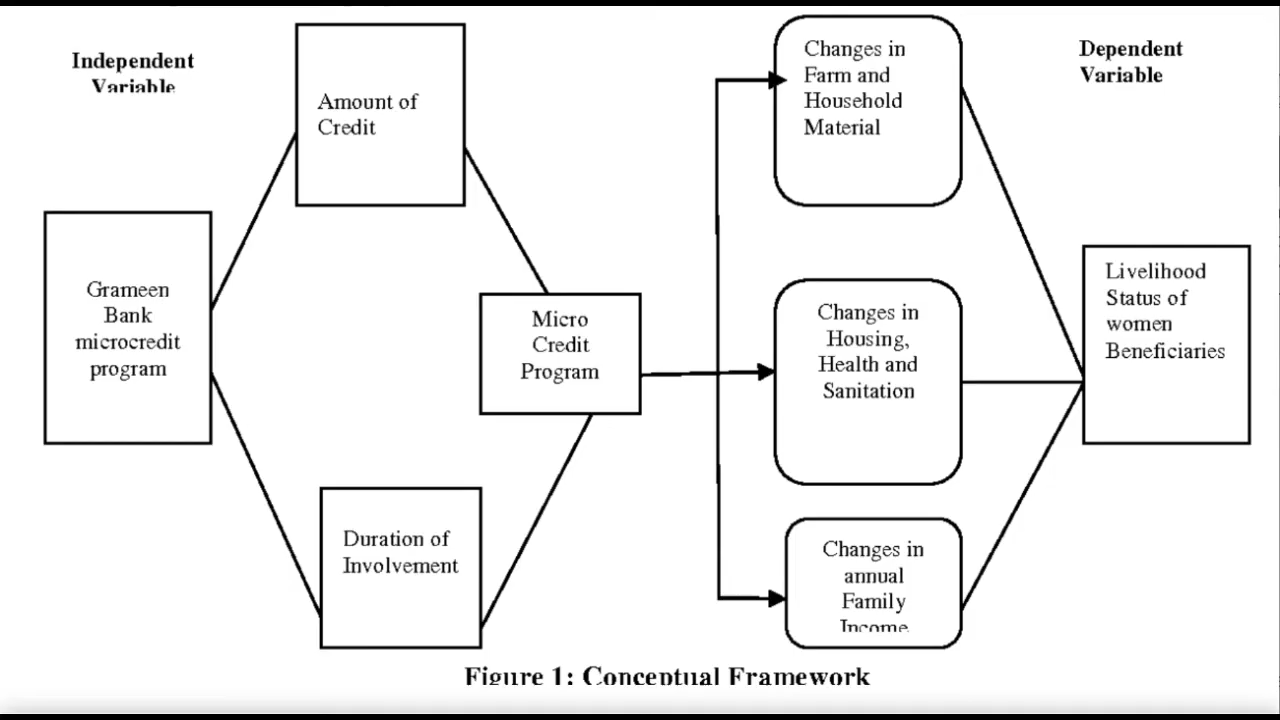 Independent
Variable
Amount of
Credit
Grameen
Bank
microcredit
program
Duration of
Involvement
Micro
Credit
Program
Changes in
Farm and
Household
Material
Changes in
Housing,
Health and
Sanitation
Changes in
annual
Family
Income
Dependent
Variable
Livelihood
Status of
women
Beneficiaries
Figure 1: Conceptual Framework